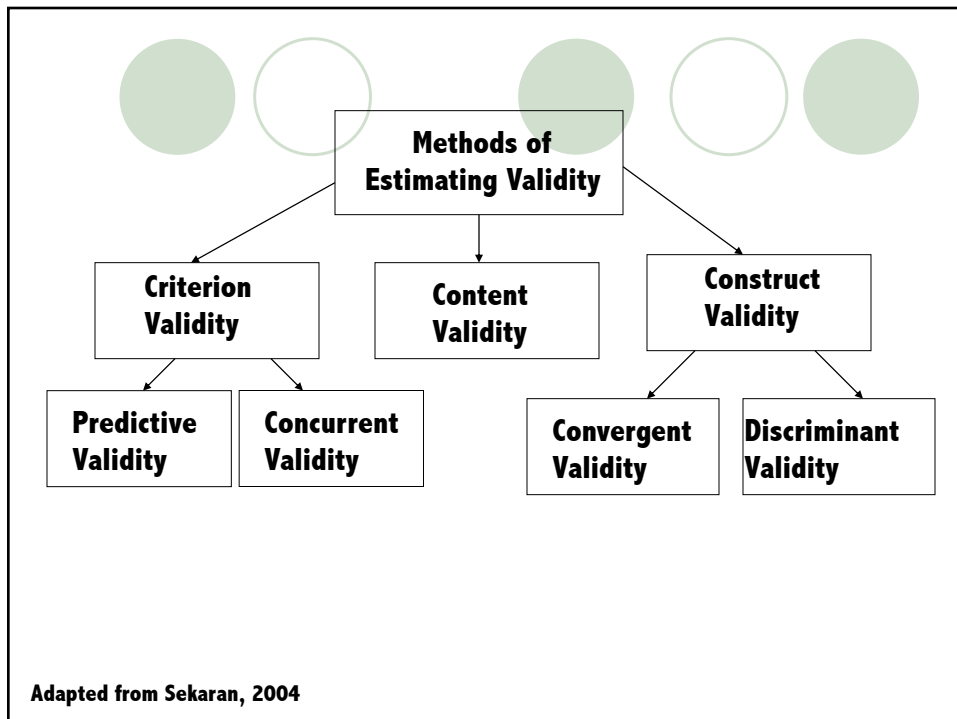 Methods of
Estimating Validity
Criterion
Validity
Content
Validity
Construct
Validity
Predictive
Validity
Concurrent
Validity
Convergent
Validity
Discriminant
Validity
Adapted from Sekaran, 2004